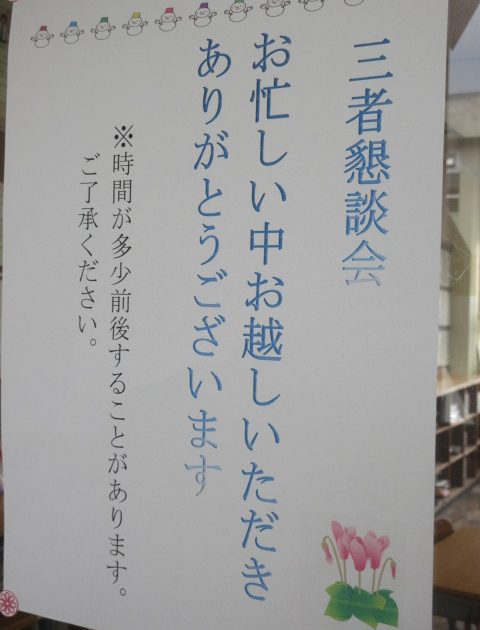 三者懇談会
お忙しい中お越しいただき
ありがとうございます
※時間が多少前後することがあります。
ご了承ください。